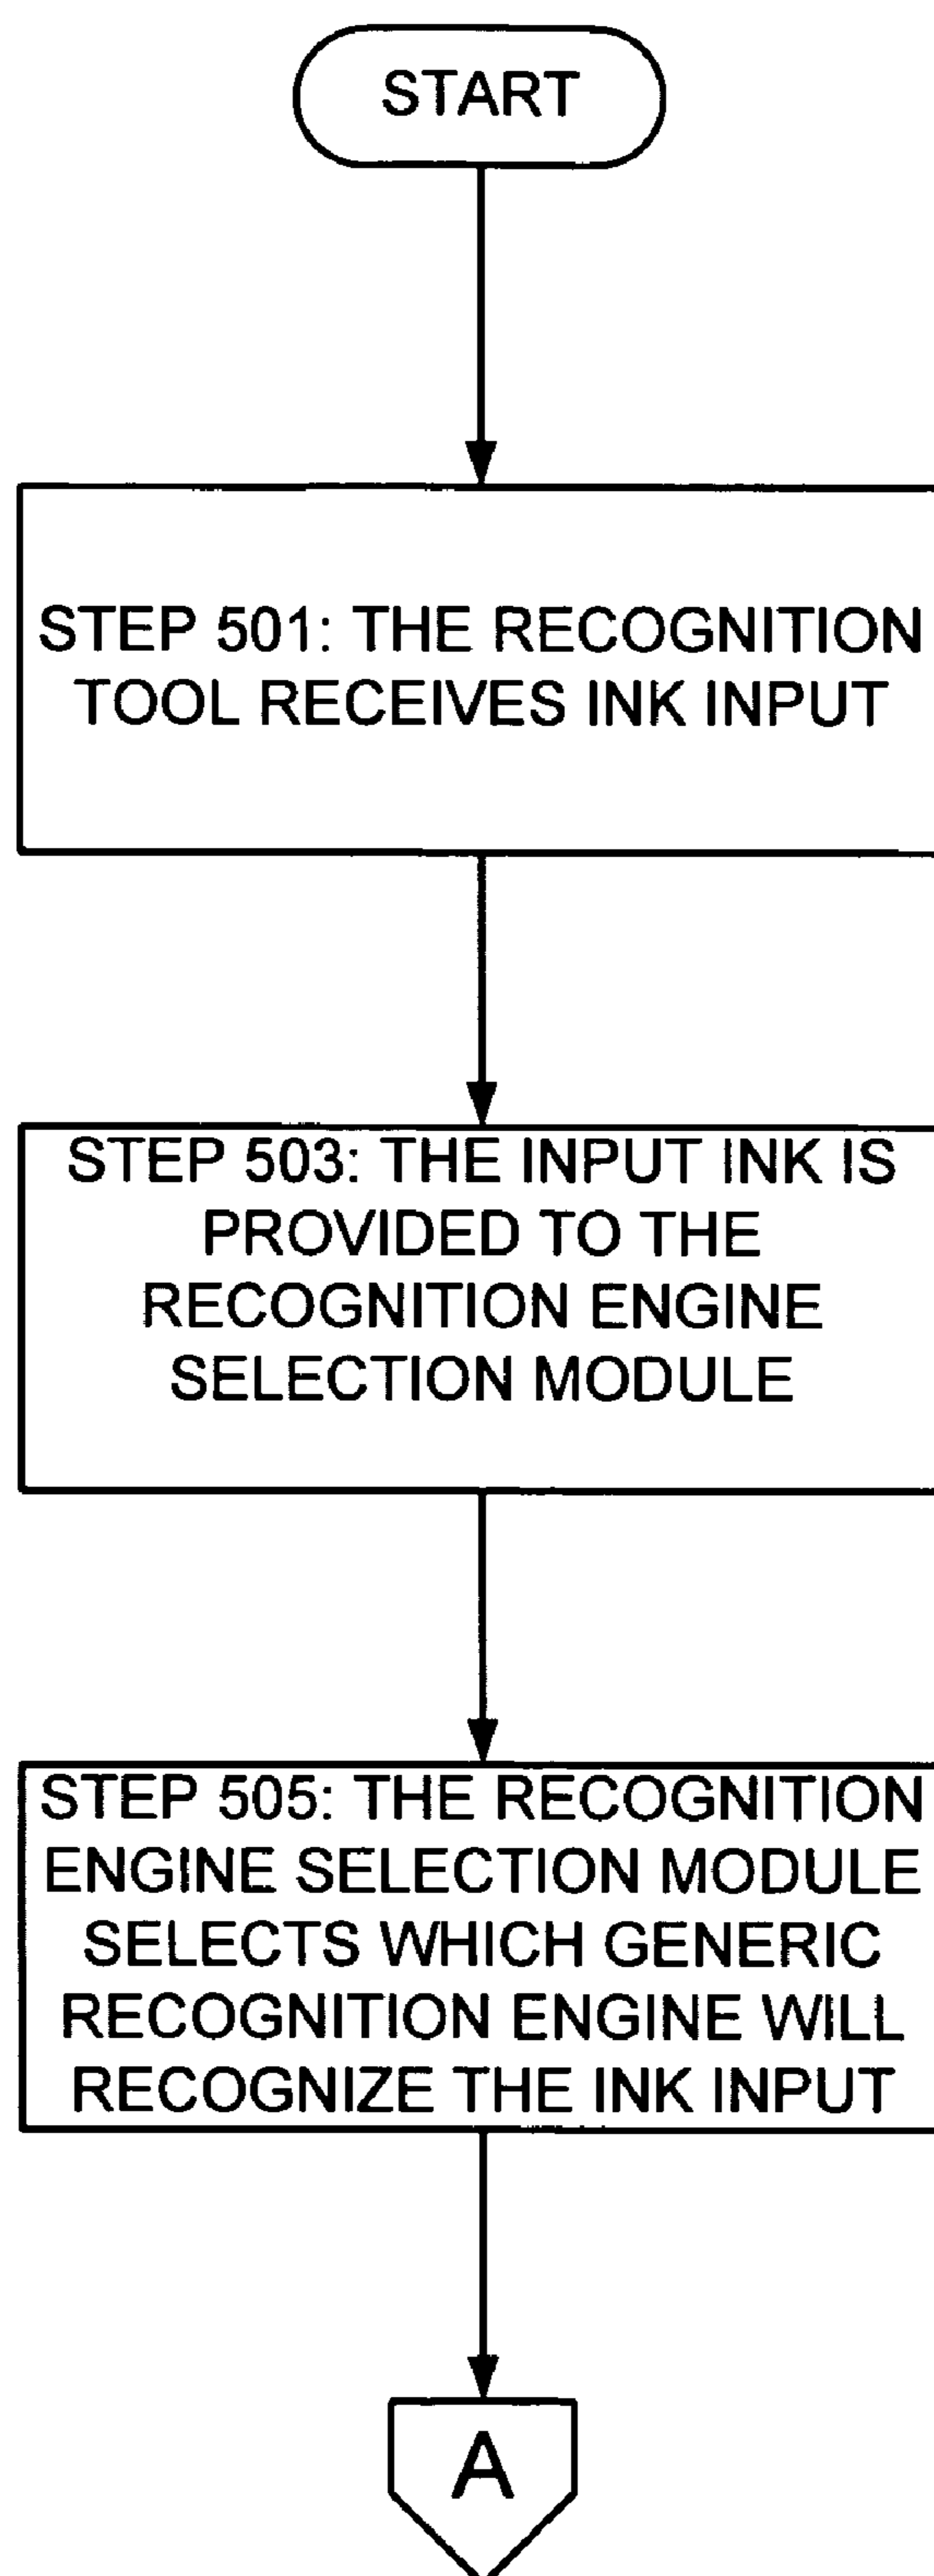 START
STEP 501: THE RECOGNITION
TOOL RECEIVES INK INPUT
STEP 503: THE INPUT INK IS
PROVIDED TO THE
RECOGNITION ENGINE
SELECTION MODULE
STEP 505: THE RECOGNITION
ENGINE SELECTION MODULE
SELECTS WHICH GENERIC
RECOGNITION ENGINE WILL
RECOGNIZE THE INK INPUT
A